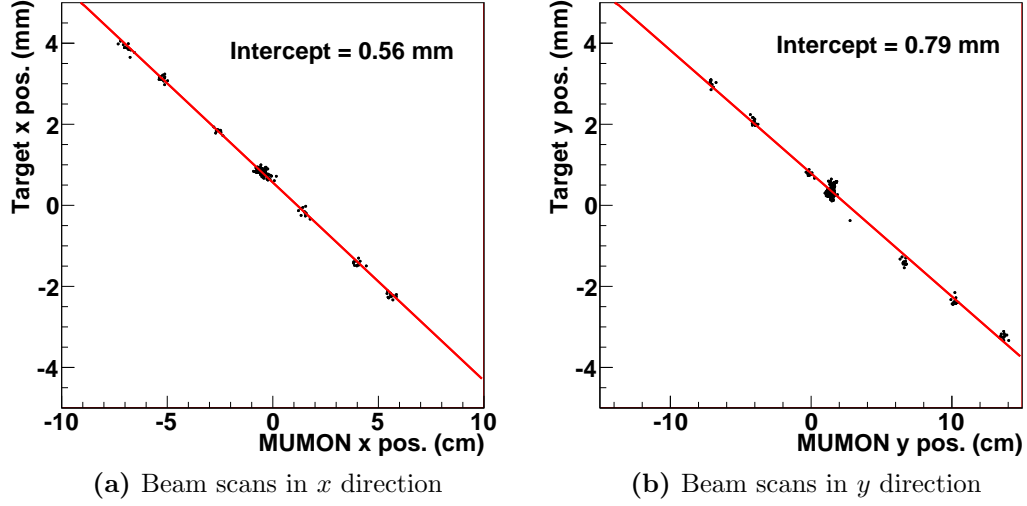 Target x pos. (mm)
Intercept = 0.56 mm
4
2
0
-2
-4
-10
-5
0
5
10
MUMON x pos. (cm)
(a) Beam scans in x direction
Target y pos. (mm)
Intercept = 0.79 mm
4
2
0
-2
-4
-10
0
10
MUMON y pos. (cm)
(b) Beam scans in y direction